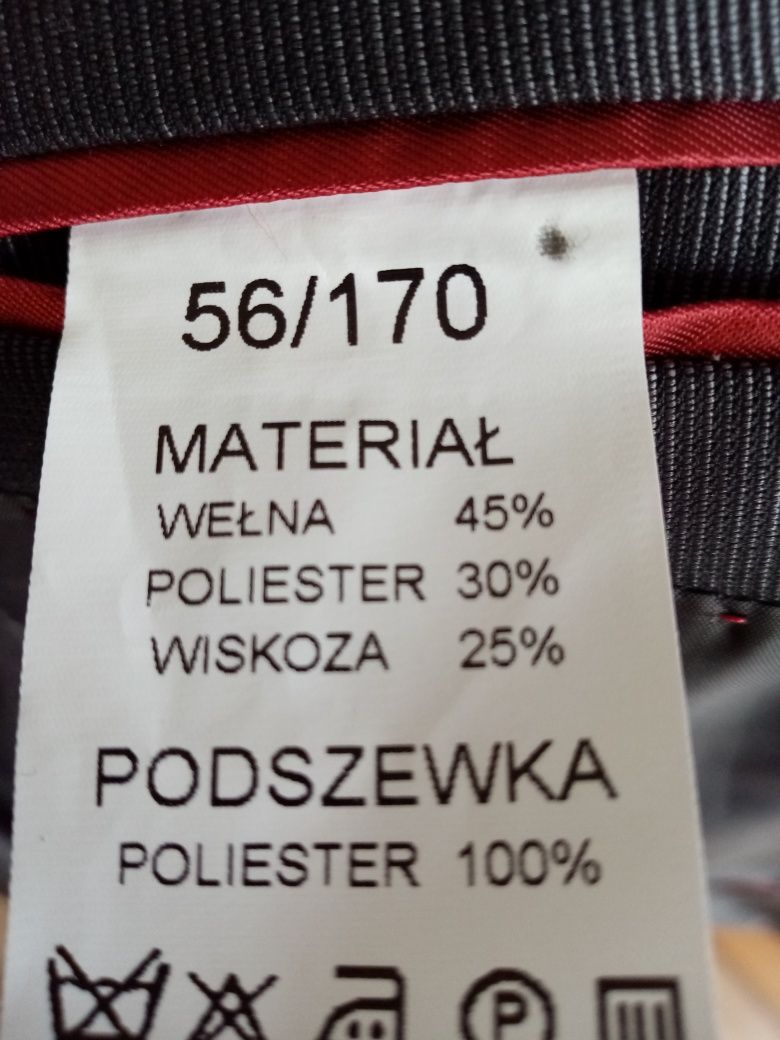 56/170
MATERIAŁ
WEŁNA 45%
POLIESTER 30%
WISKOZA 25%
PODSZEWKA
POLIESTER 100%
P